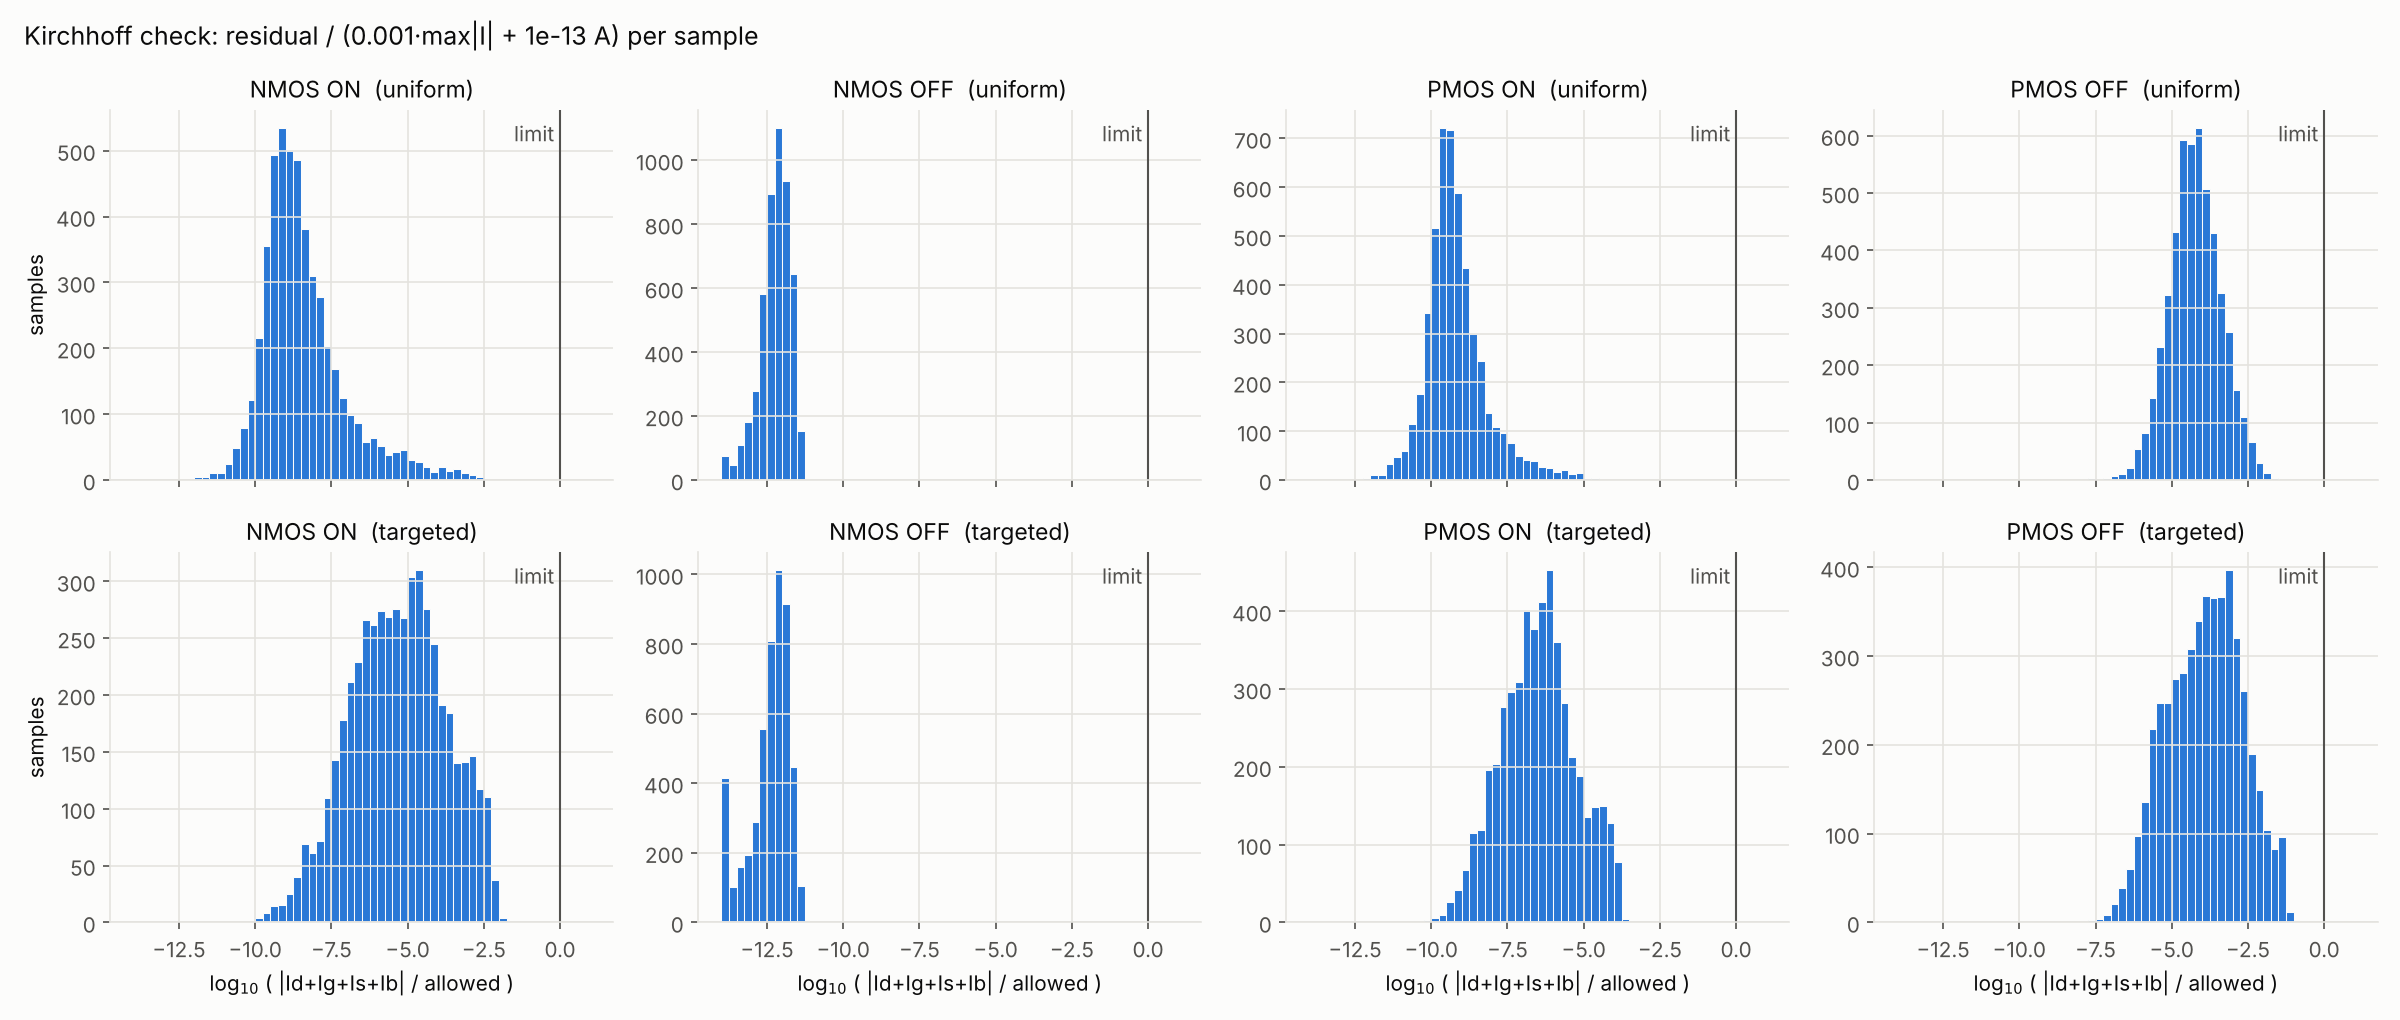 Kirchhoff check: residual / (0.001·max|I| + 1e-13 A) per sample
NMOS ON (uniform)
NMOS OFF (uniform)
PMOS ON (uniform)
PMOS OFF (uniform)
limit
limit
limit
limit
samples
500
400
300
200
100
0
1000
800
600
400
200
0
700
600
500
400
300
200
100
0
600
500
400
300
200
100
0
NMOS ON (targeted)
NMOS OFF (targeted)
PMOS ON (targeted)
PMOS OFF (targeted)
limit
limit
limit
limit
samples
300
250
200
150
100
50
0
1000
800
600
400
200
0
400
300
200
100
0
400
300
200
100
0
−12.5 −10.0 −7.5 −5.0 −2.5 0.0
−12.5 −10.0 −7.5 −5.0 −2.5 0.0
−12.5 −10.0 −7.5 −5.0 −2.5 0.0
−12.5 −10.0 −7.5 −5.0 −2.5 0.0
log₁₀ ( |Id+Ig+Is+Ib| / allowed )
log₁₀ ( |Id+Ig+Is+Ib| / allowed )
log₁₀ ( |Id+Ig+Is+Ib| / allowed )
log₁₀ ( |Id+Ig+Is+Ib| / allowed )